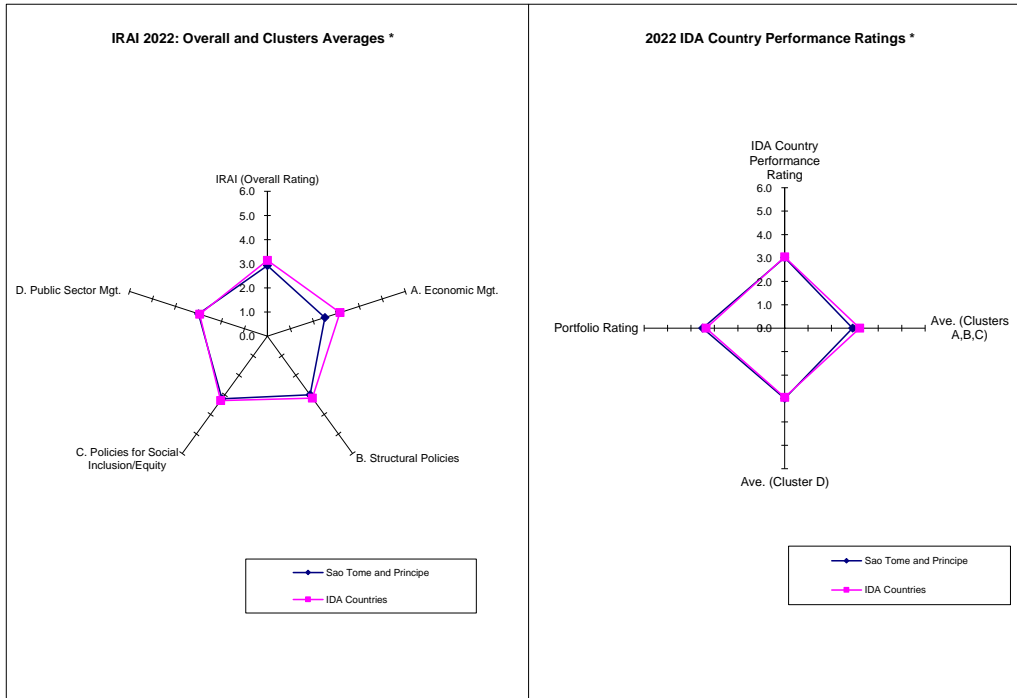 IRAI 2022: Overall and Clusters Averages *
IRAI (Overall Rating)
6.0
5.0
4.0
3.0
2.0
1.0
0.0
A. Economic Mgt.
B. Structural Policies
C. Policies for Social
Inclusion/Equity
D. Public Sector Mgt.
Sao Tome and Principe
IDA Countries
2022 IDA Country Performance Ratings *
IDA Country
Performance
Rating
6.0
5.0
4.0
3.0
2.0
1.0
0.0
Ave. (Clusters
A,B,C)
Ave. (Cluster D)
Portfolio Rating
Sao Tome and Principe
IDA Countries